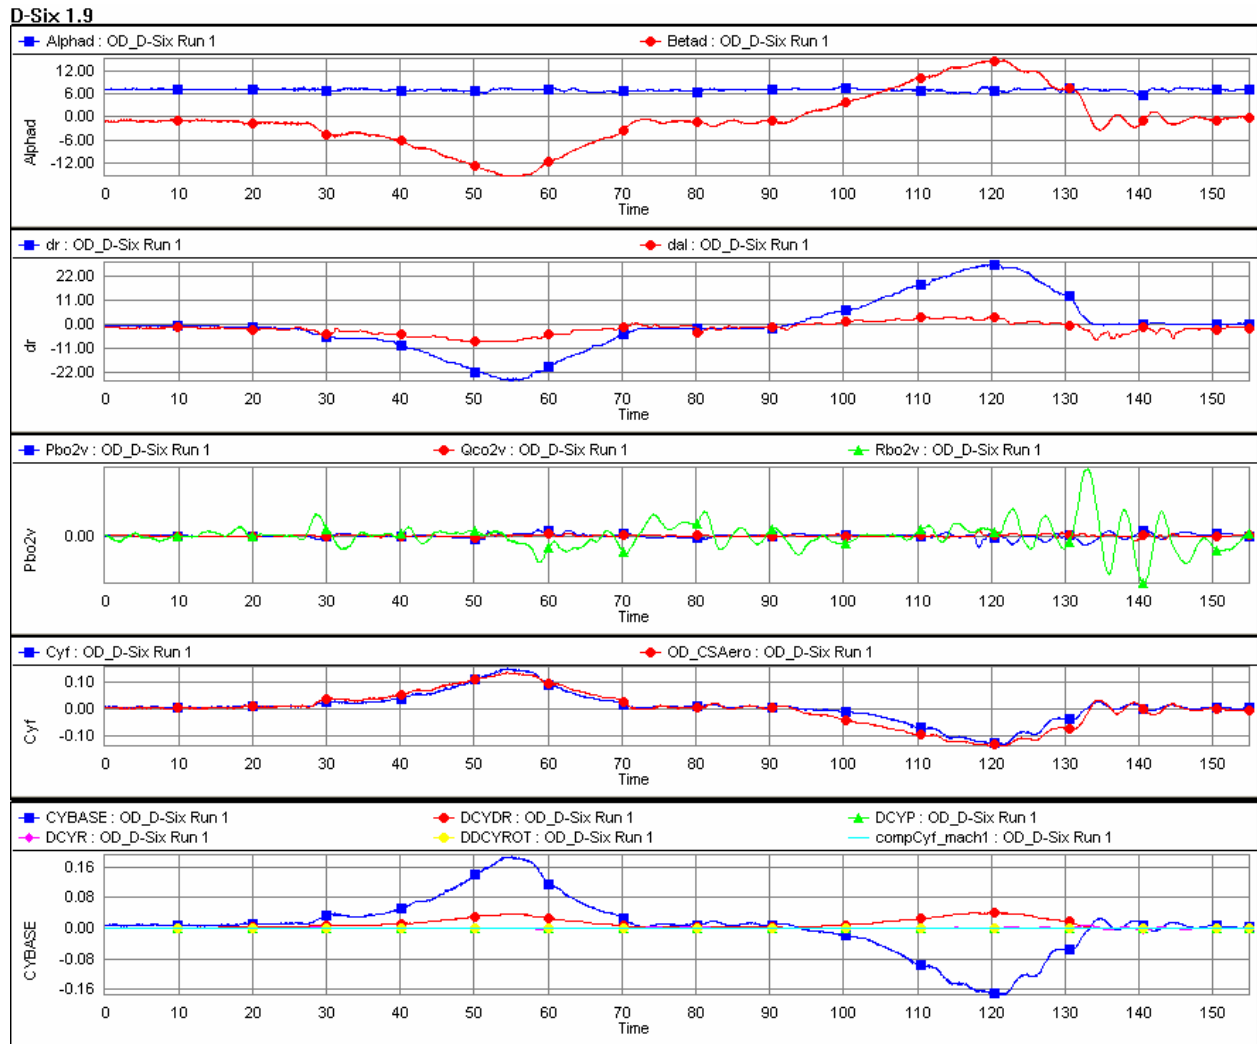 D-Six 1.9
Alphad : OD_D-Six Run 1 Betad : OD_D-Six Run 1
12.00
6.00
0.00
-6.00
-12.00
Alphad
0 10 20 30 40 50 60 70 80 90 100 110 120 130 140 150
Time
dr : OD_D-Six Run 1 dal : OD_D-Six Run 1
22.00
11.00
0.00
-11.00
-22.00
dr
0 10 20 30 40 50 60 70 80 90 100 110 120 130 140 150
Time
Pbo2v : OD_D-Six Run 1 Qco2v : OD_D-Six Run 1 Rbo2v : OD_D-Six Run 1
0.00
Pbo2v
0 10 20 30 40 50 60 70 80 90 100 110 120 130 140 150
Time
Cyf : OD_D-Six Run 1 OD_CSAero : OD_D-Six Run 1
0.10
0.00
-0.10
Cyf
0 10 20 30 40 50 60 70 80 90 100 110 120 130 140 150
Time
CYBASE : OD_D-Six Run 1 DCYDR : OD_D-Six Run 1 DCYP : OD_D-Six Run 1
DCYR : OD_D-Six Run 1 DDCYROT : OD_D-Six Run 1 compCyf_mach1 : OD_D-Six Run 1
0.16
0.08
0.00
-0.08
-0.16
CYBASE
0 10 20 30 40 50 60 70 80 90 100 110 120 130 140 150
Time